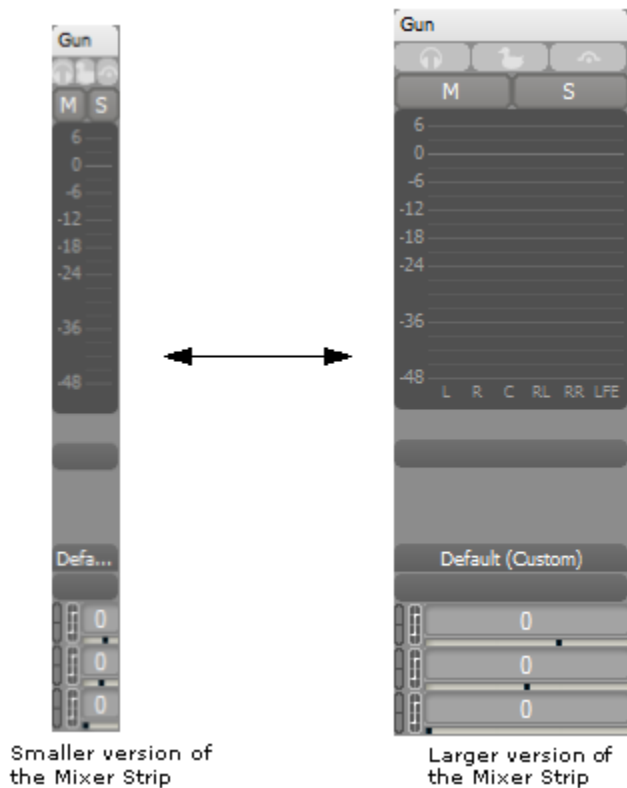 Gun
M S
6
0
-6
-12
-18
-24
-36
-48
Defa...
0
0
0
Smaller version of
the Mixer Strip
Gun
M S
6
0
-6
-12
-18
-24
-36
-48
L R C RL RR LFE
Default (Custom)
0
0
0
Larger version of
the Mixer Strip